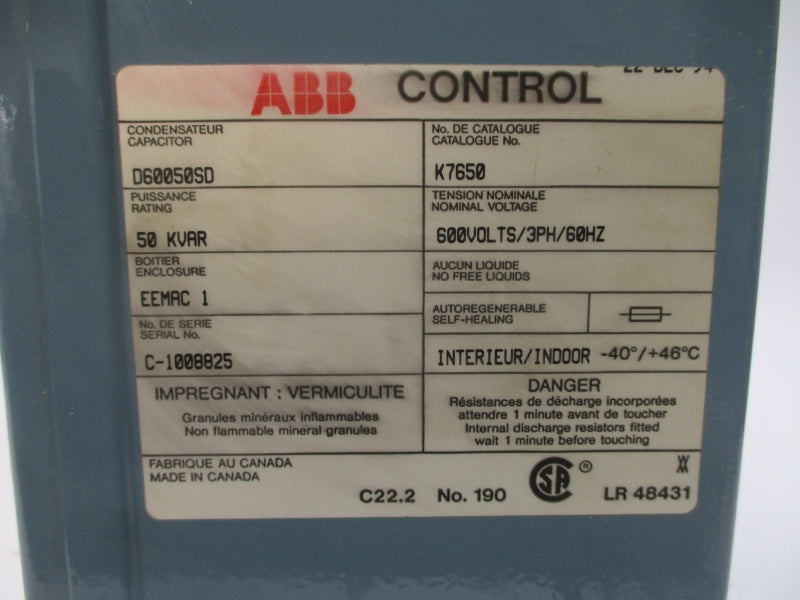 22 DEC 94
ABB CONTROL
CONDENSATEUR
CAPACITOR
D60050SD
No. DE CATALOGUE
CATALOGUE No.
K7650
PUISSANCE
RATING
50 KVAR
TENSION NOMINALE
NOMINAL VOLTAGE
600VOLTS/3PH/60HZ
BOITIER
ENCLOSURE
EEMAC 1
AUCUN LIQUIDE
NO FREE LIQUIDS
AUTOREGENERABLE
SELF-HEALING
No. DE SERIE
SERIAL No.
C-1008825
INTERIEUR/INDOOR -40°/+46°C
IMPREGNANT : VERMICULITE
Granules minéraux inflammables
Non flammable mineral granules
DANGER
Résistances de décharge incorporées
attendre 1 minute avant de toucher
Internal discharge resistors fitted
wait 1 minute before touching
FABRIQUE AU CANADA
MADE IN CANADA
C22.2 No. 190 SA ® LR 48431